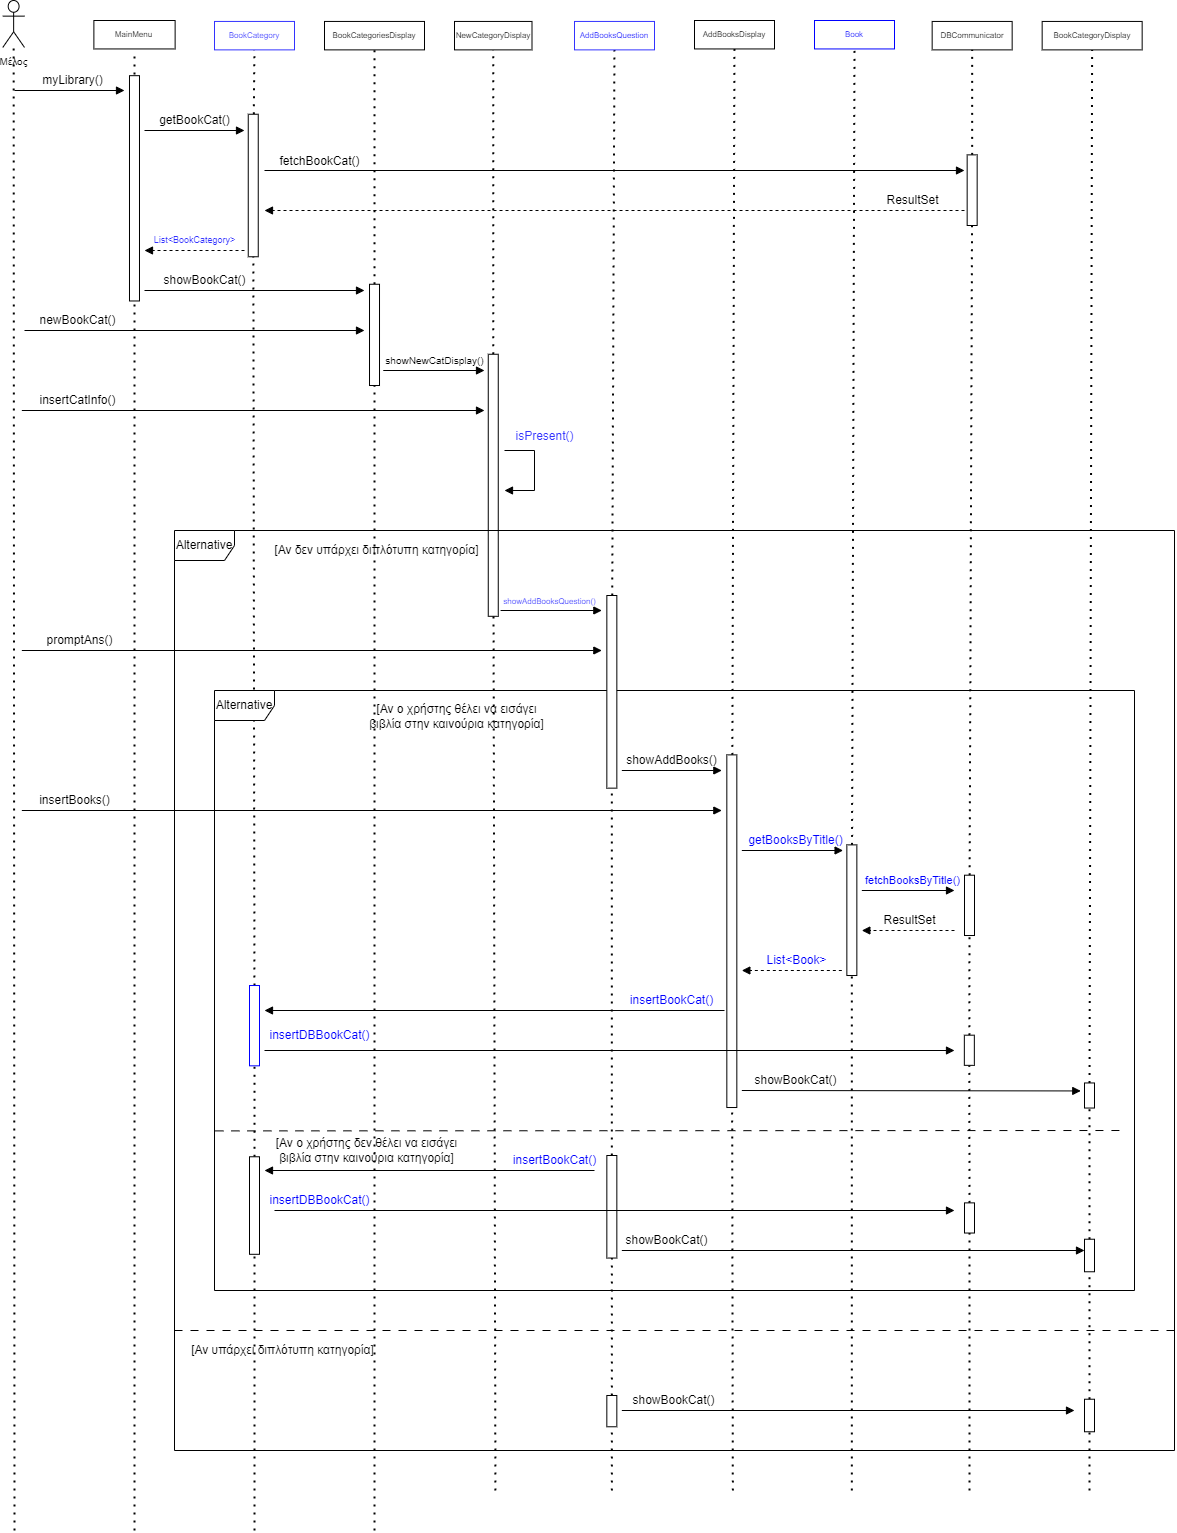 Μέλος
MainMenu
BookCategory
BookCategoriesDisplay
NewCategoryDisplay
AddBooksQuestion
AddBooksDisplay
Book
DBCommunicator
BookCategoryDisplay
myLibrary()
getBookCat()
fetchBookCat()
ResultSet
List<BookCategory>
showBookCat()
newBookCat()
showNewCatDisplay()
insertCatInfo()
isPresent()
Alternative
[Αν δεν υπάρχει διπλότυπη κατηγορία]
showAddBooksQuestion()
promptAns()
Alternative
[Αν ο χρήστης θέλει να εισάγει
βιβλία στην καινούρια κατηγορία]
showAddBooks()
insertBooks()
getBooksByTitle()
fetchBooksByTitle()
ResultSet
List<Book>
insertBookCat()
insertDBBookCat()
showBookCat()
[Αν ο χρήστης δεν θέλει να εισάγει
βιβλία στην καινούρια κατηγορία]
insertBookCat()
insertDBBookCat()
showBookCat()
[Αν υπάρχει διπλότυπη κατηγορία]
showBookCat()